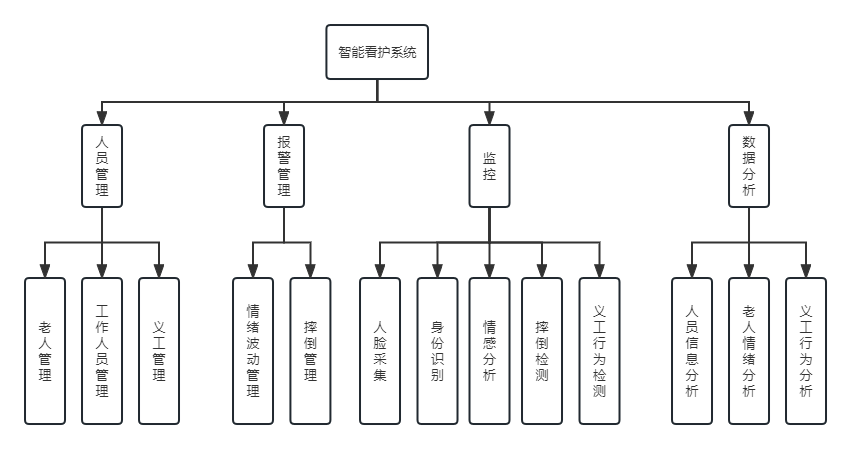 智能看护系统
人员管理
报警管理
监控
数据分析
老人管理
工作人员管理
义工管理
情绪波动管理
摔倒管理
人脸采集
身份识别
情感分析
摔倒检测
义工行为检测
人员信息分析
老人情绪分析
义工行为分析